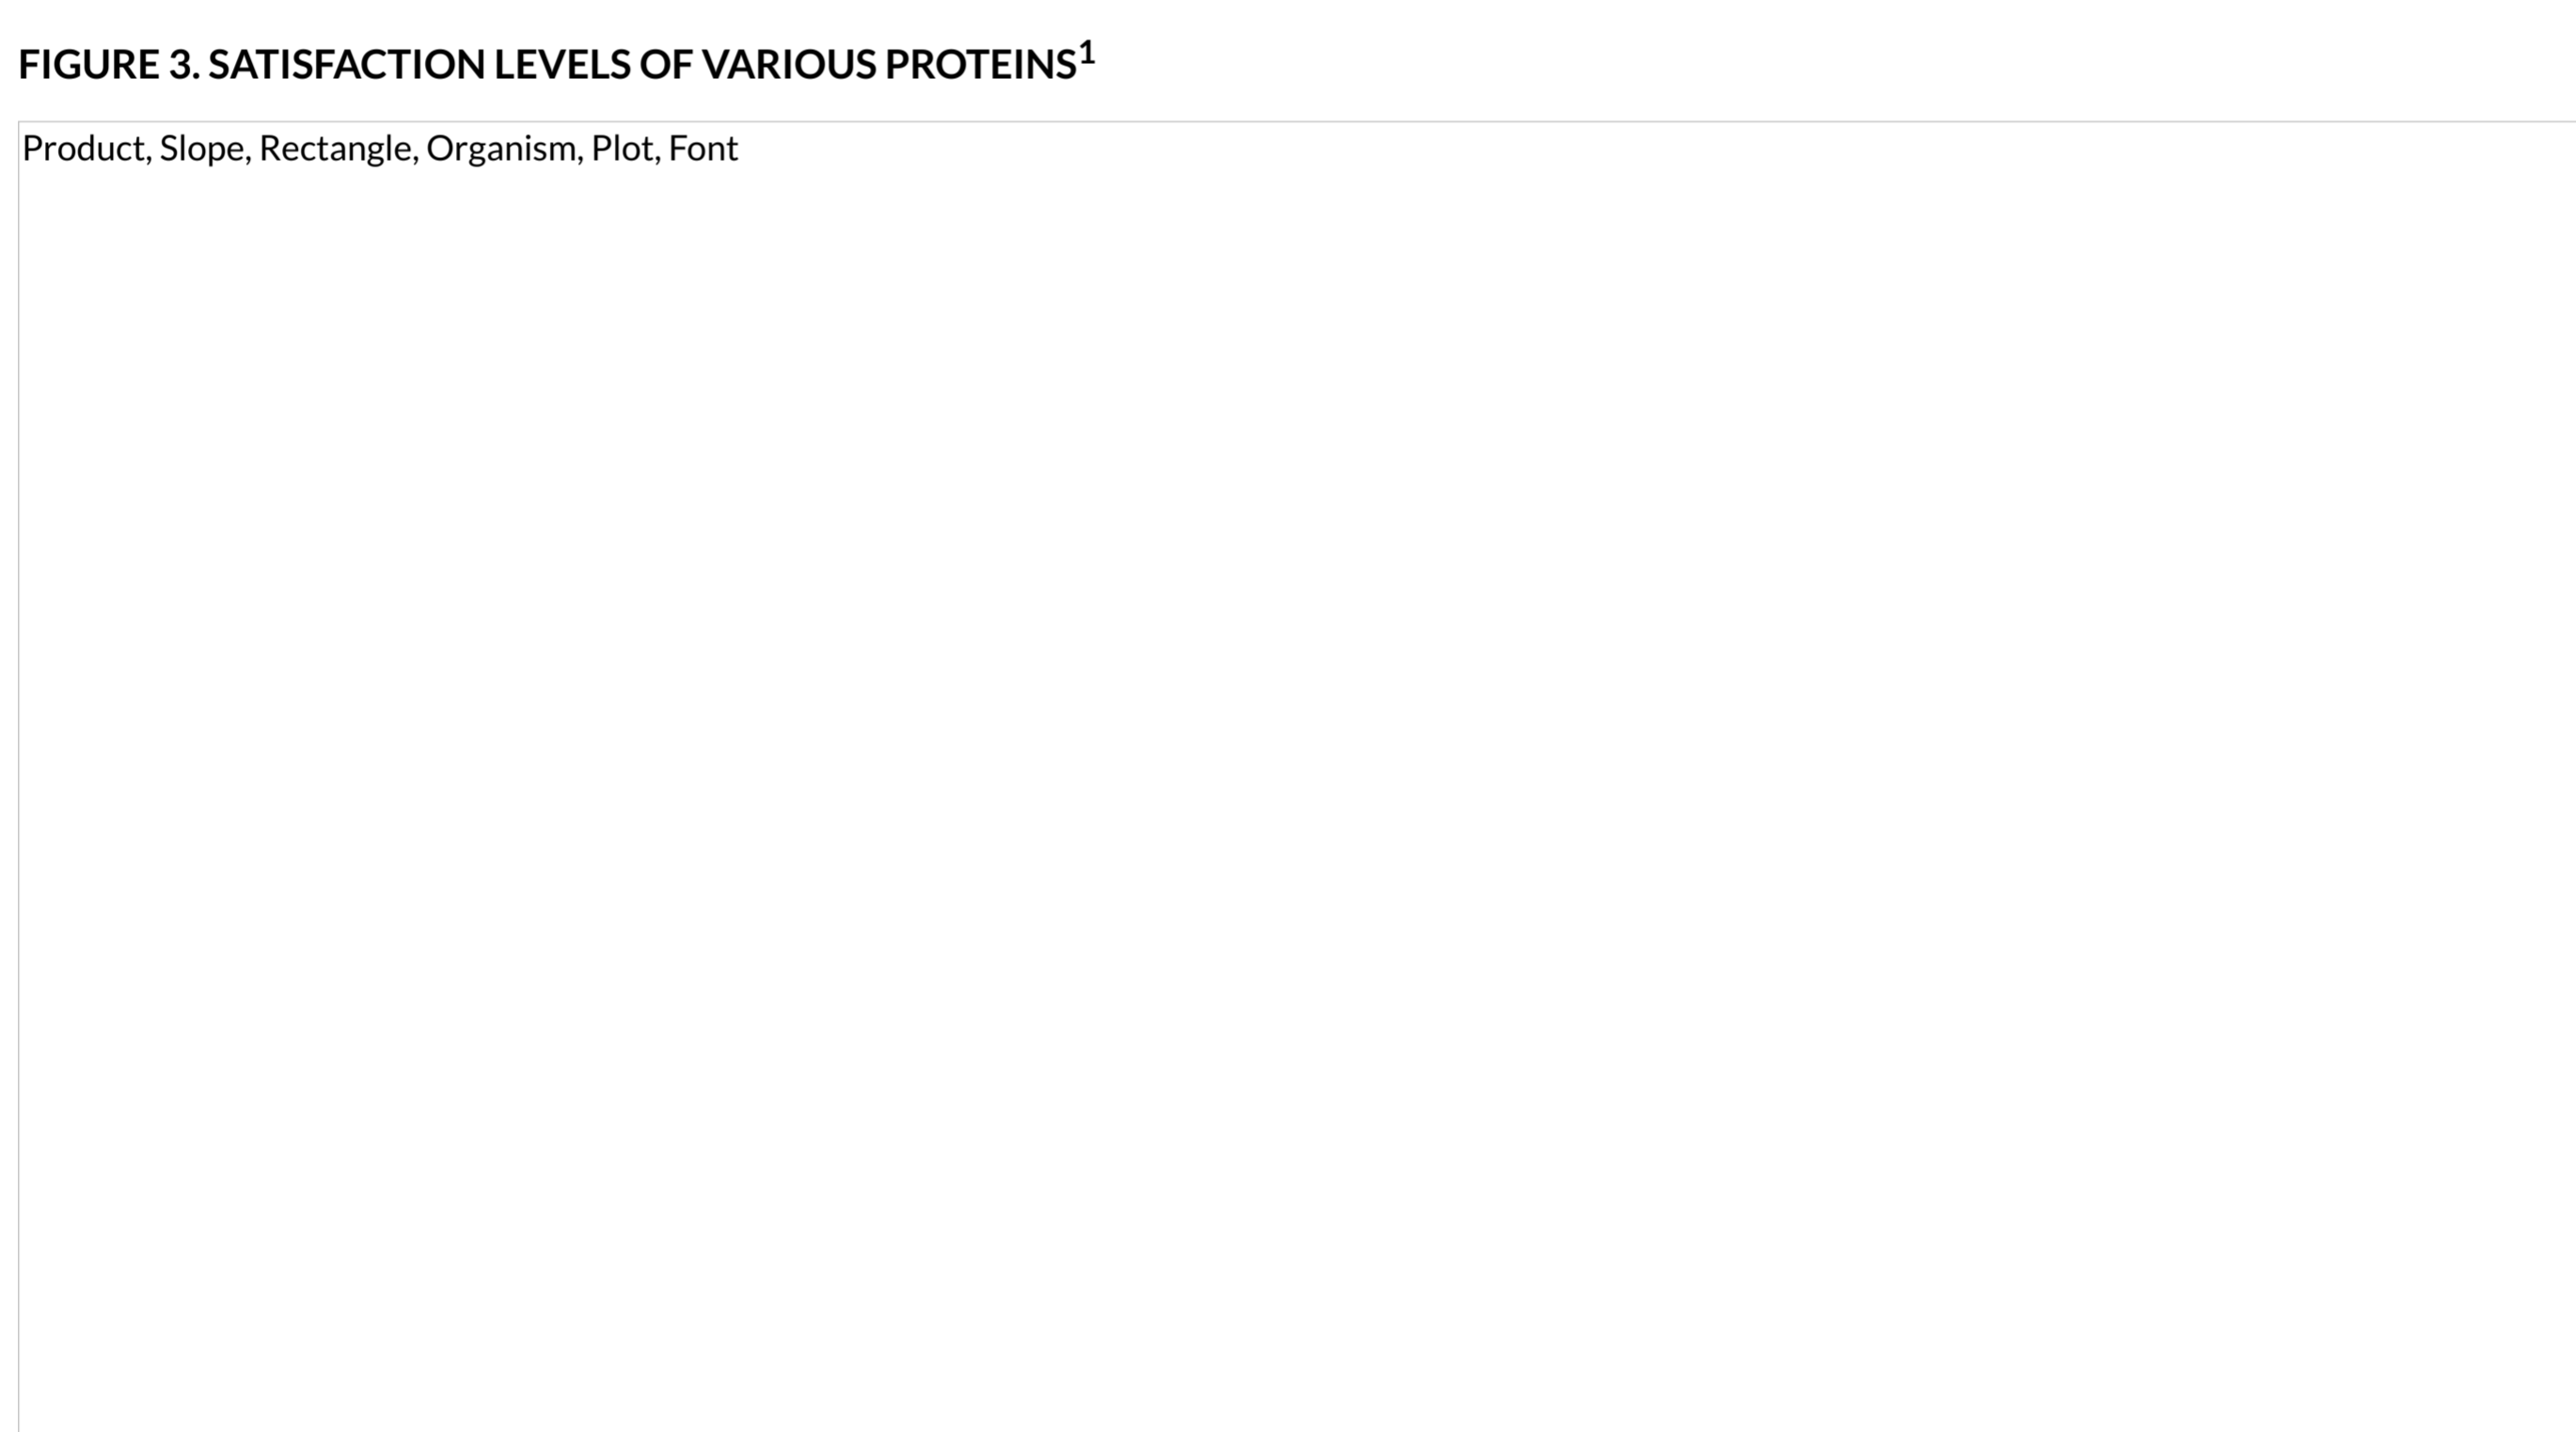 FIGURE 3. SATISFACTION LEVELS OF VARIOUS PROTEINS¹
Product, Slope, Rectangle, Organism, Plot, Font